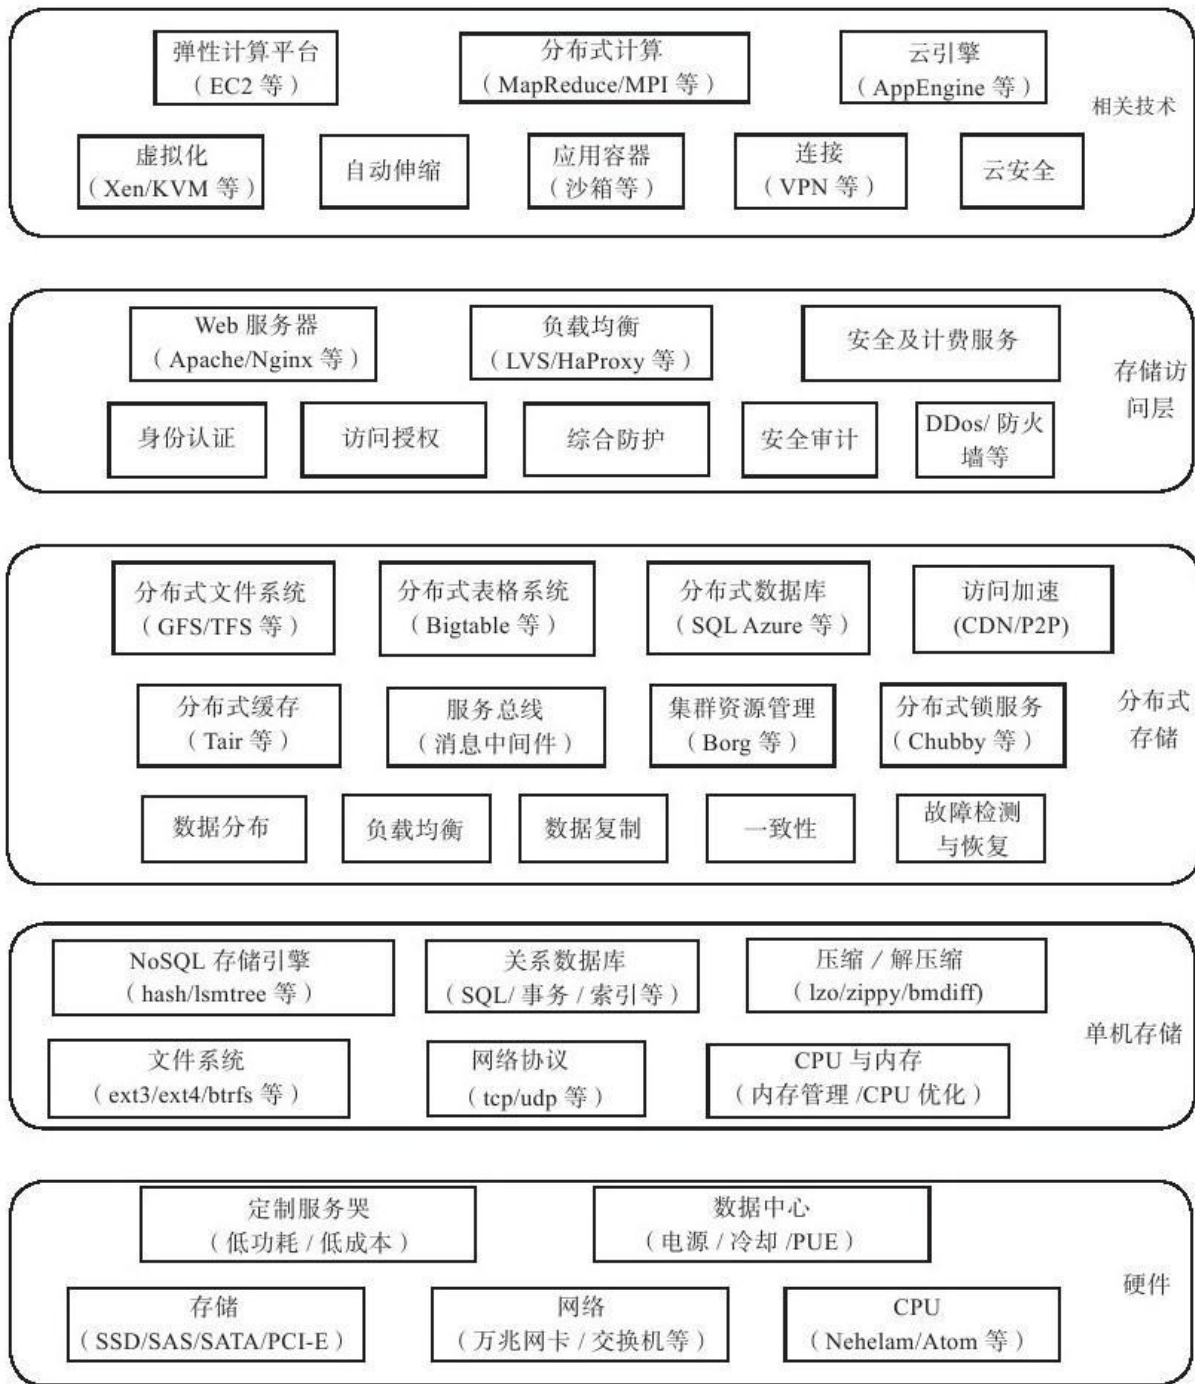 弹性计算平台
（EC2 等）
分布式计算
（MapReduce/MPI 等）
云引擎
（AppEngine 等）
相关技术
虚拟化
（Xen/KVM 等）
自动伸缩
应用容器
（沙箱等）
连接
（VPN 等）
云安全
Web 服务器
（Apache/Nginx 等）
负载均衡
（LVS/HaProxy 等）
安全及计费服务
存储访
问层
身份认证
访问授权
综合防护
安全审计
DDos/ 防火
墙等
分布式文件系统
（GFS/TFS 等）
分布式表格系统
（Bigtable 等）
分布式数据库
（SQL Azure 等）
访问加速
(CDN/P2P)
分布式缓存
（Tair 等）
服务总线
（消息中间件）
集群资源管理
（Borg 等）
分布式锁服务
（Chubby 等）
分布式
存储
数据分布
负载均衡
数据复制
一致性
故障检测
与恢复
NoSQL 存储引擎
（hash/lsmtree 等）
关系数据库
（SQL/ 事务 / 索引等）
压缩 / 解压缩
（lzo/zippy/bmdiff)
单机存储
文件系统
（ext3/ext4/btrfs 等）
网络协议
（tcp/udp 等）
CPU 与内存
（内存管理 /CPU 优化）
定制服务哭
（低功耗 / 低成本）
数据中心
（电源 / 冷却 /PUE）
硬件
存储
（SSD/SAS/SATA/PCI-E）
网络
（万兆网卡 / 交换机等）
CPU
（Nehelam/Atom 等）